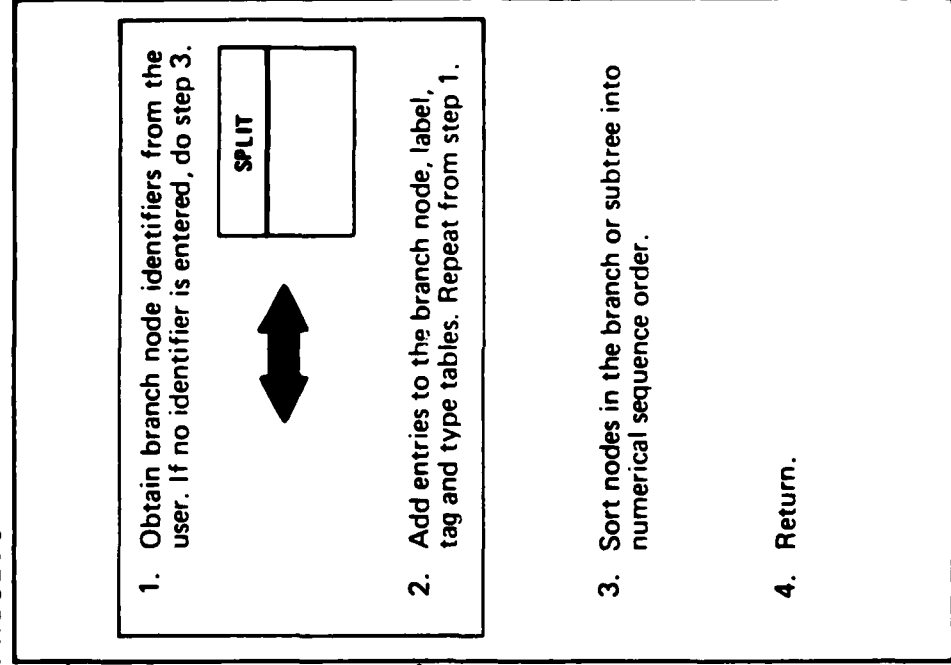 1. Obtain branch node identifiers from the
user. If no identifier is entered, do step 3.
SPLIT
2. Add entries to the branch node, label,
tag and type tables. Repeat from step 1.
3. Sort nodes in the branch or subtree into
numerical sequence order.
4. Return.